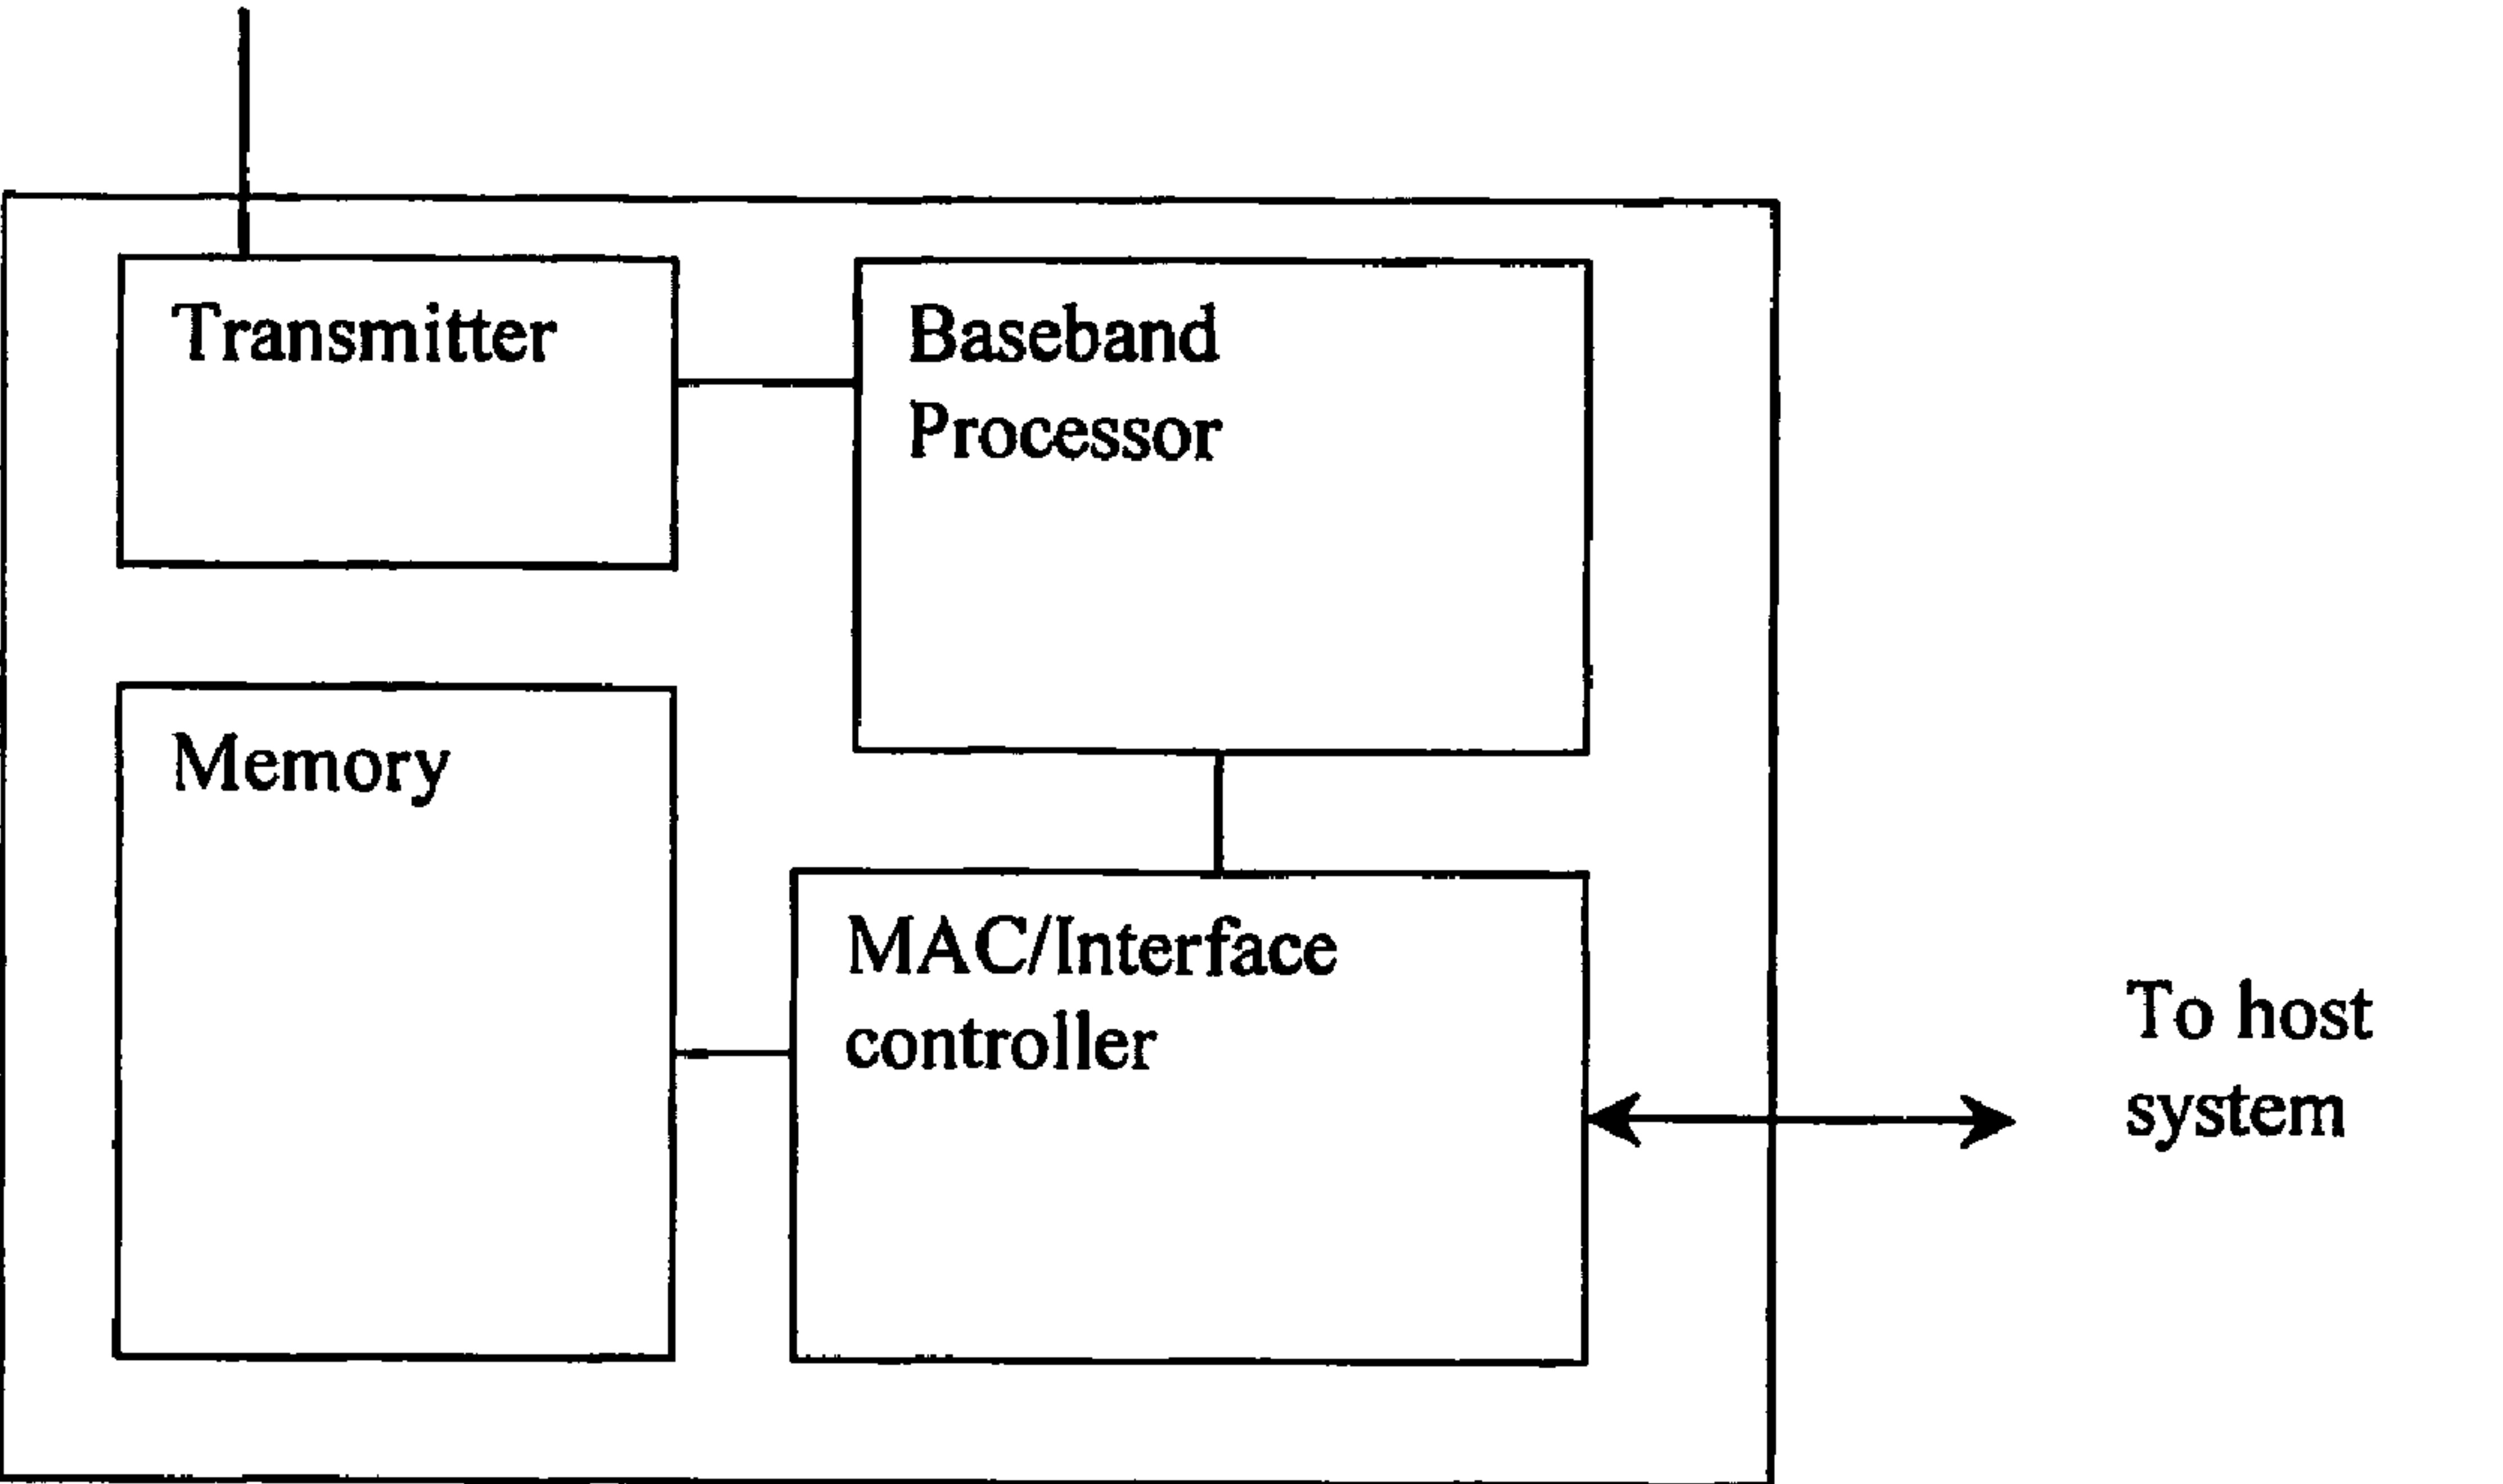 Transmitter
Baseband
Processor
Memory
MAC/Interface
controller
To host
system